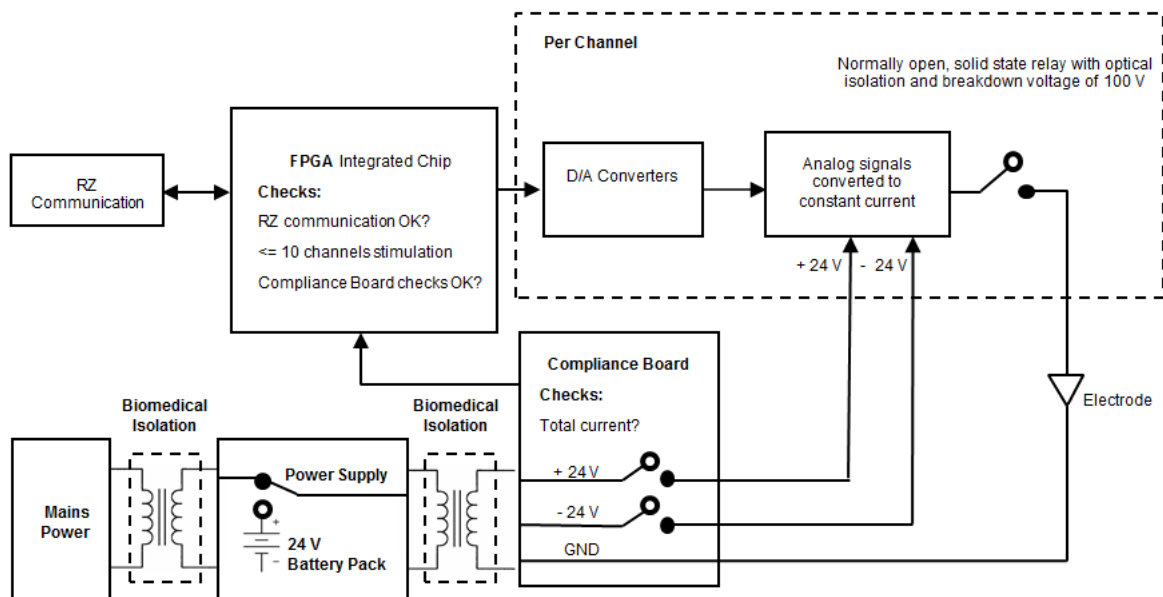 Per Channel
Normally open, solid state relay with optical
isolation and breakdown voltage of 100 V
RZ
Communication
FPGA Integrated Chip
Checks:
RZ communication OK?
<= 10 channels stimulation
Compliance Board checks OK?
D/A Converters
Analog signals
converted to
constant current
+ 24 V - 24 V
Electrode
Compliance Board
Checks:
Total current?
+ 24 V
- 24 V
GND
Biomedical
Isolation
Biomedical
Isolation
Mains
Power
Power Supply
+
24 V
Battery Pack
-